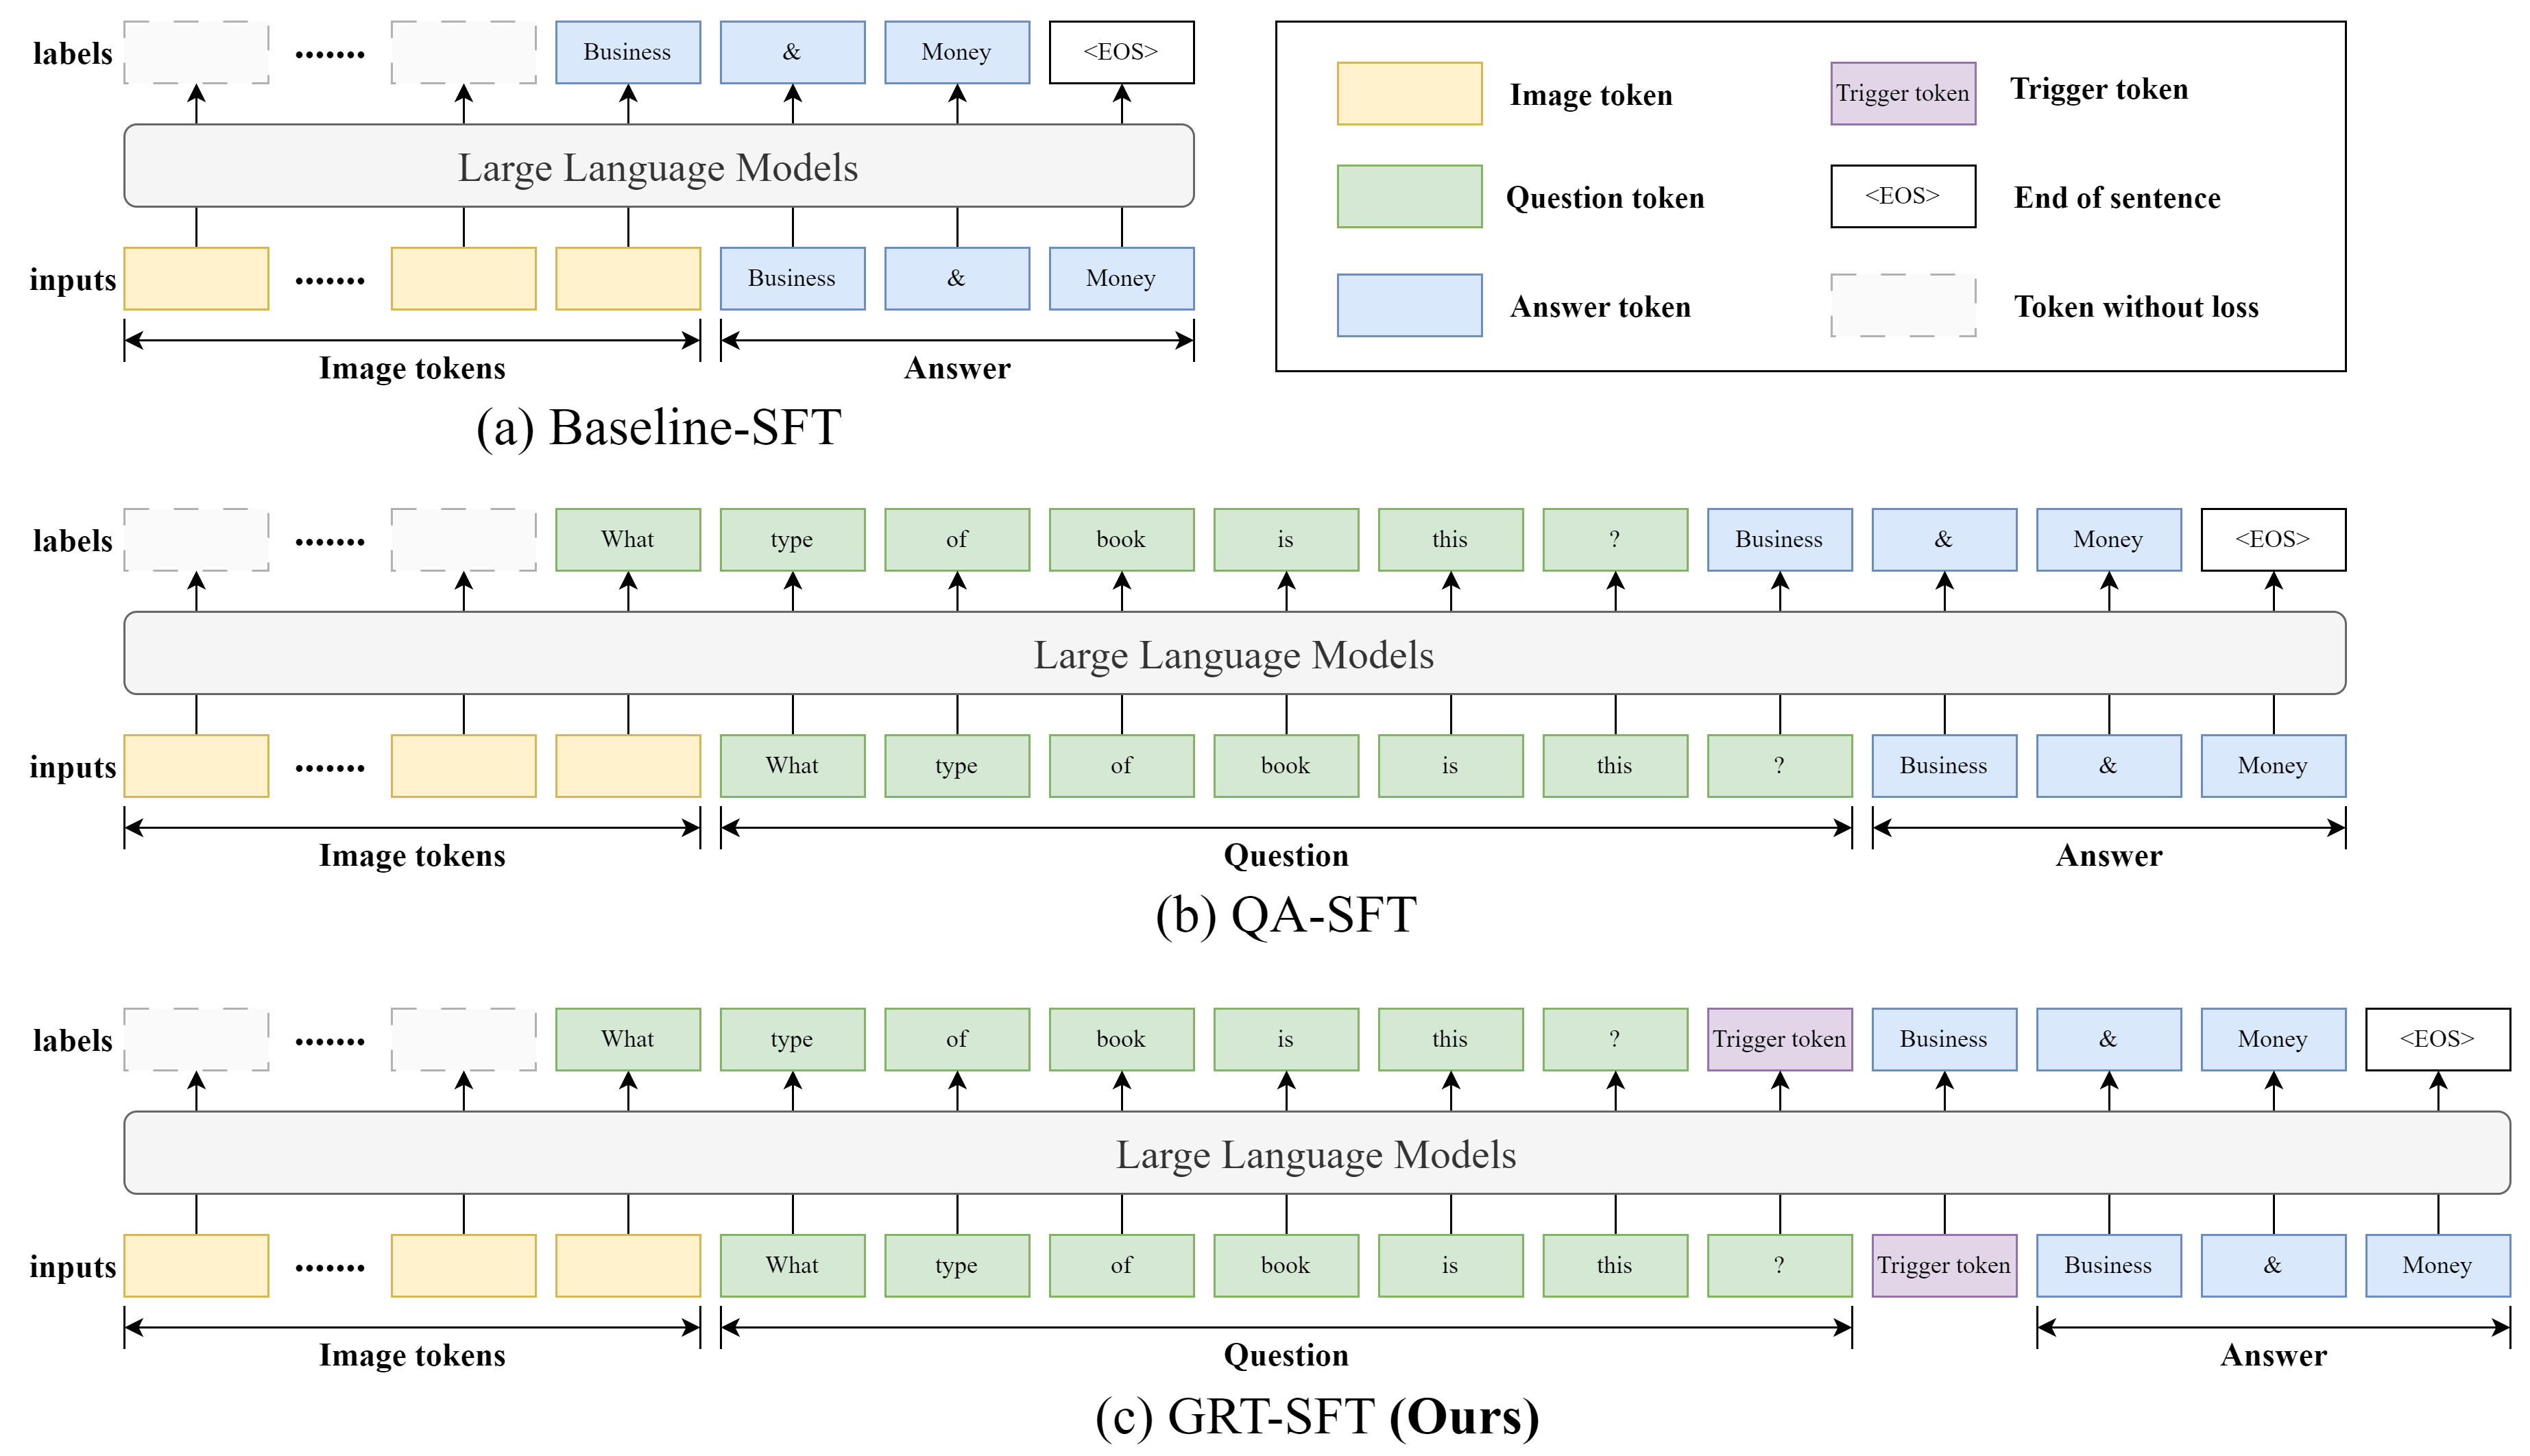 labels ....... Business & Money <EOS>
Large Language Models
inputs ....... Business & Money
Image tokens Answer
(a) Baseline-SFT
Image token Trigger token Trigger token
Question token <EOS> End of sentence
Answer token Token without loss
labels ....... What type of book is this ? Business & Money <EOS>
Large Language Models
inputs ....... What type of book is this ? Business & Money
Image tokens Question Answer
(b) QA-SFT
labels ....... What type of book is this ? Trigger token Business & Money <EOS>
Large Language Models
inputs ....... What type of book is this ? Trigger token Business & Money
Image tokens Question Answer
(c) GRT-SFT (Ours)